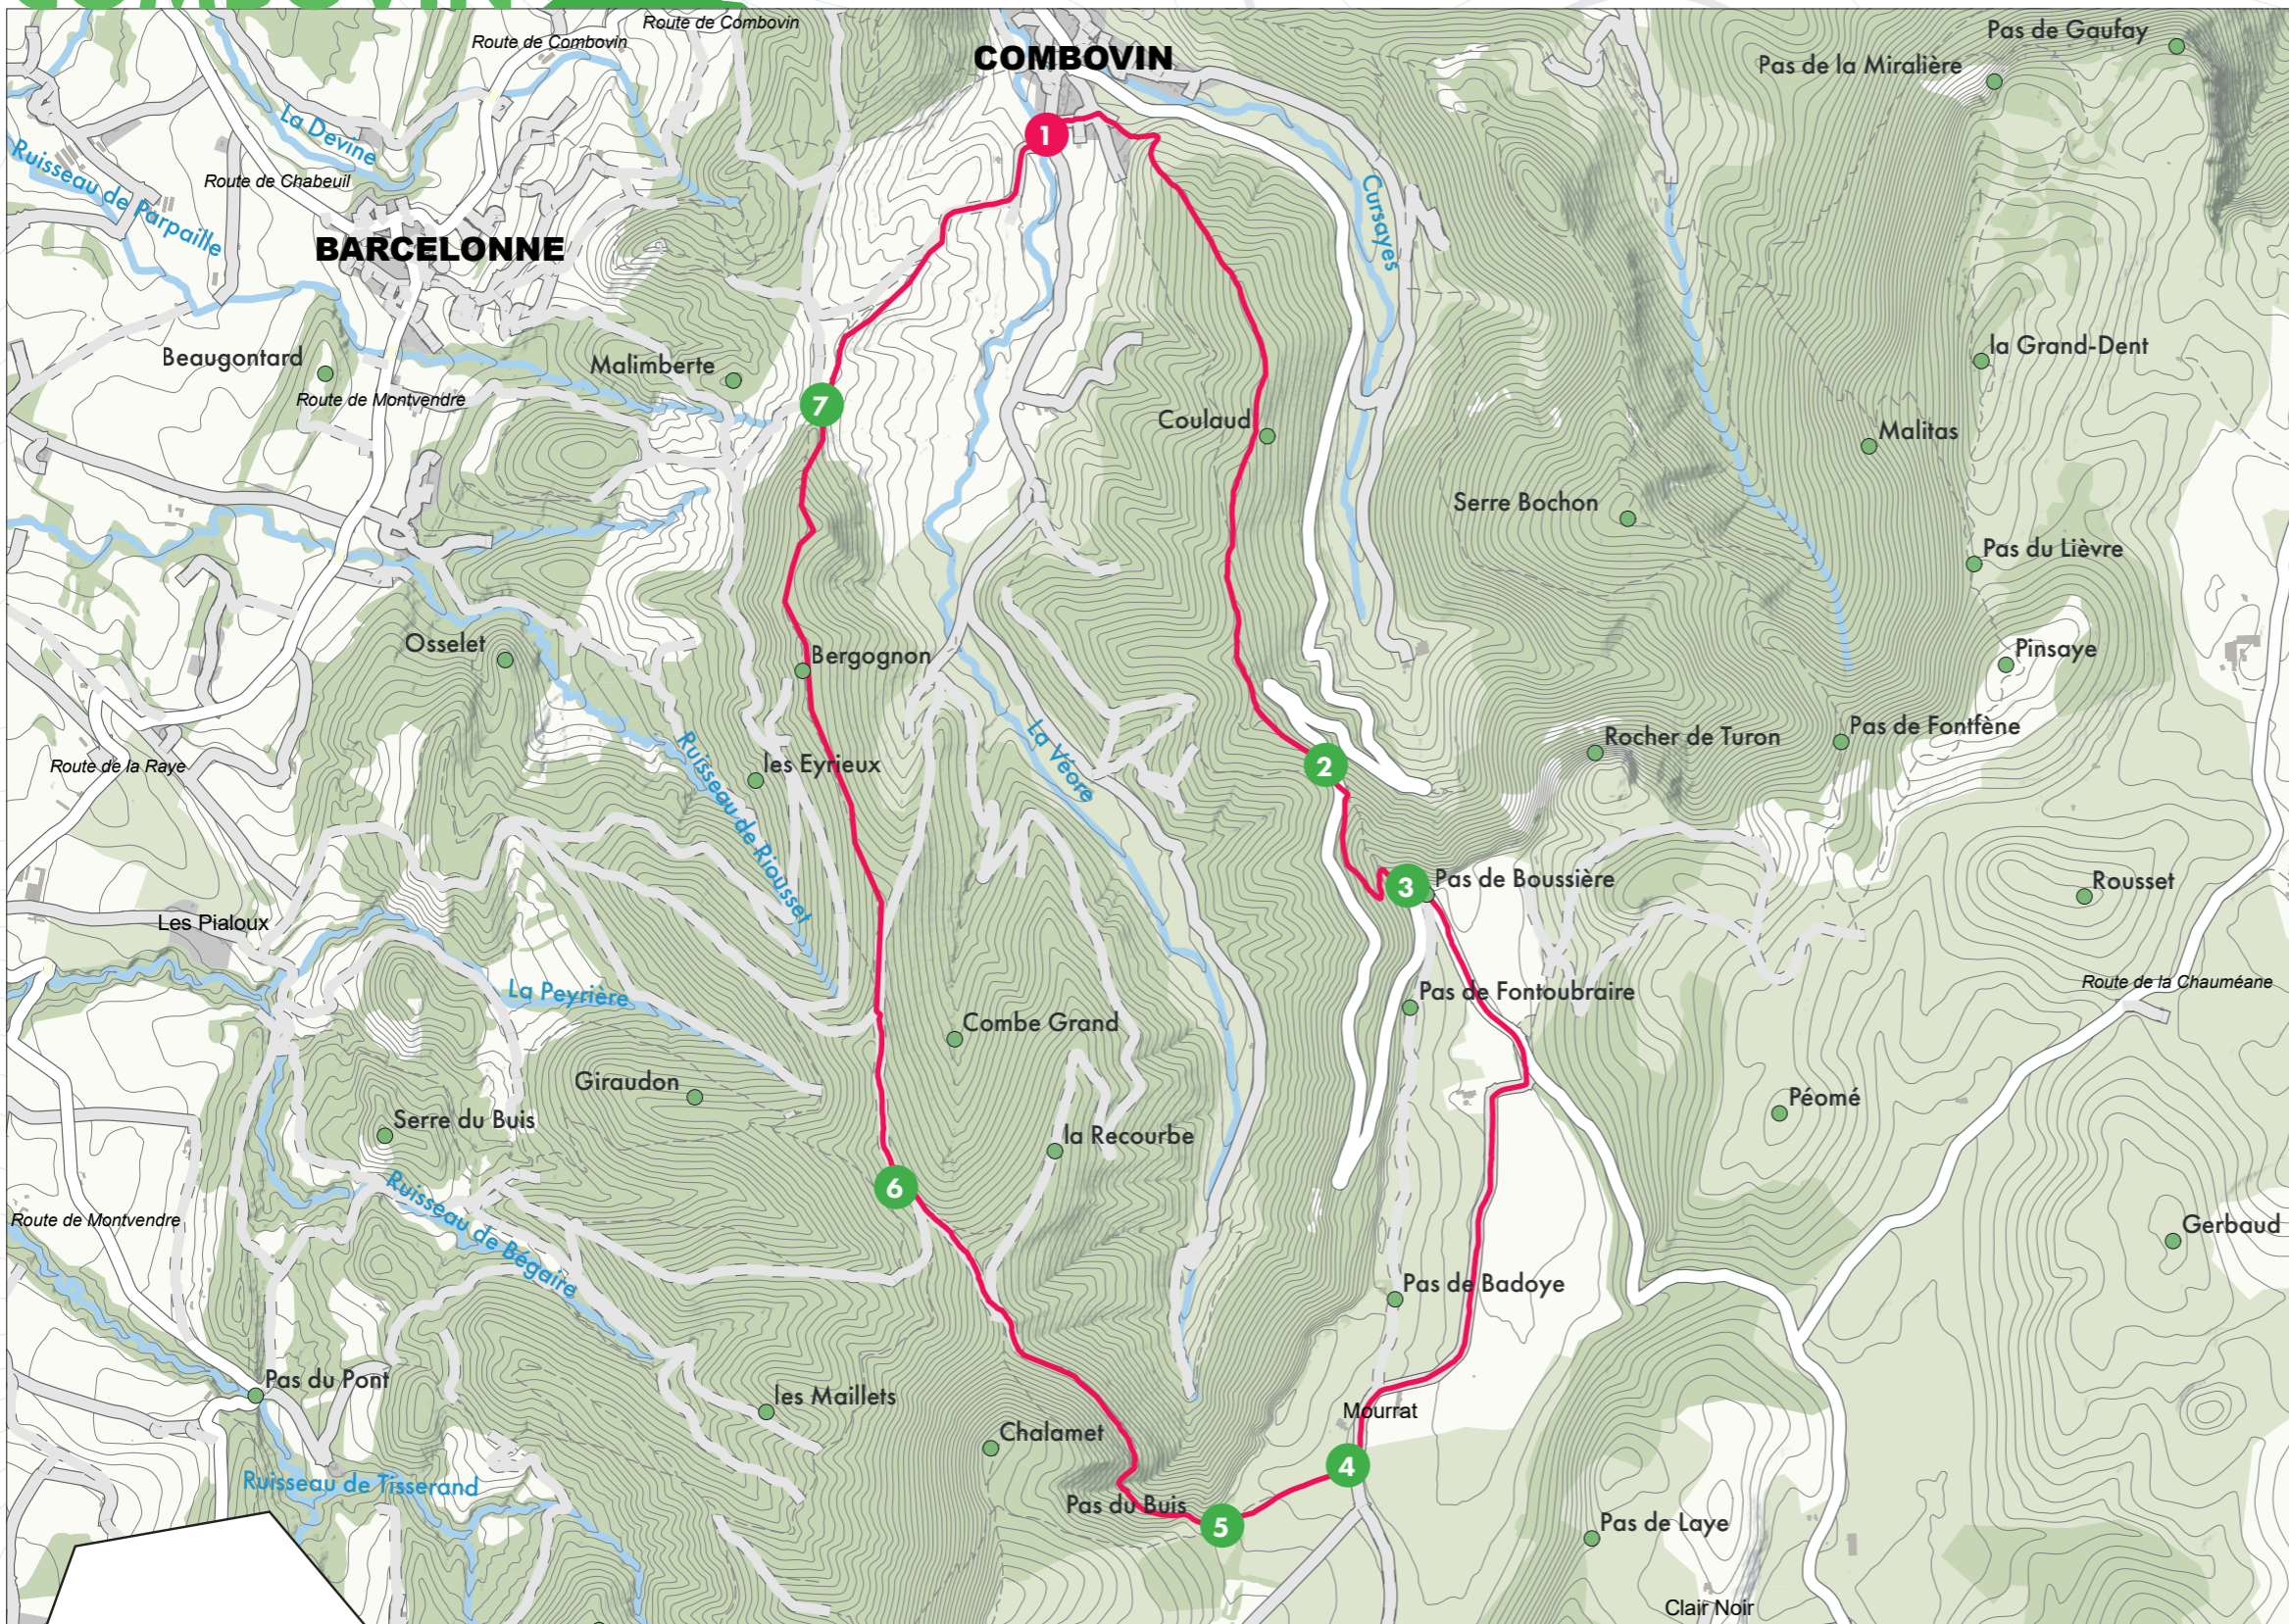 COMBOVIN
Route de Combovin
Route de Combovin
COMBOVIN
Pas de Gaufay
Pas de la Miralière
La Devine
Ruisseau de Parpaille
Route de Chabeuil
1
Cursayes
BARCELONNE
Beaugontard
Malimberte
la Grand-Dent
Route de Montvendre
7
Coulaud
Malitas
Serre Bochon
Pas du Lièvre
Osselet
Bergognon
Pinsaye
La Véore
Pas de Fontfène
Rocher de Turon
Route de la Raye
les Eyrieux
2
Ruisseau de Riousset
3
Pas de Boussière
Rousset
Les Pialoux
Route de la Chauméane
La Peyrière
Pas de Fontoubraire
Combe Grand
Giraudon
Péomé
Serre du Buis
la Recourbe
6
Ruisseau de Bégaire
Route de Montvendre
Gerbaud
Pas de Badoye
Pas du Pont
les Maillets
Mourrat
Chalamet
4
Ruisseau de Tisserand
Pas du Buis
5
Pas de Laye
Clair Noir